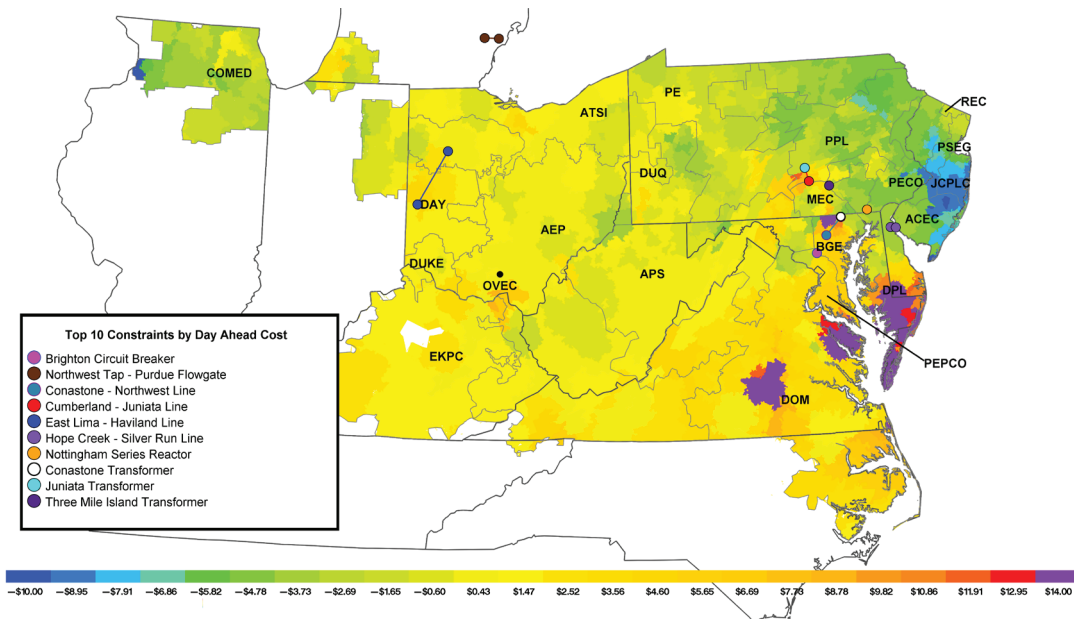 COMED
ATSI
PE
REC
PPL
PSEG
DUQ
PECO
JCPLC
MEC
DAY
ACEC
AEP
BGE
DUKE
APS
OVEC
DPL
EKPC
PEPCO
DOM
Top 10 Constraints by Day Ahead Cost
Brighton Circuit Breaker
Northwest Tap - Purdue Flowgate
Conastone - Northwest Line
Cumberland - Juniata Line
East Lima - Haviland Line
Hope Creek - Silver Run Line
Nottingham Series Reactor
Conastone Transformer
Juniata Transformer
Three Mile Island Transformer
—$10.00 —$8.95 —$7.91 —$6.86 —$5.82 —$4.78 —$3.73 —$2.69 —$1.65 —$0.60 $0.43 $1.47 $2.52 $3.56 $4.60 $5.65 $6.69 $7.73 $8.78 $9.82 $10.86 $11.91 $12.95 $14.00